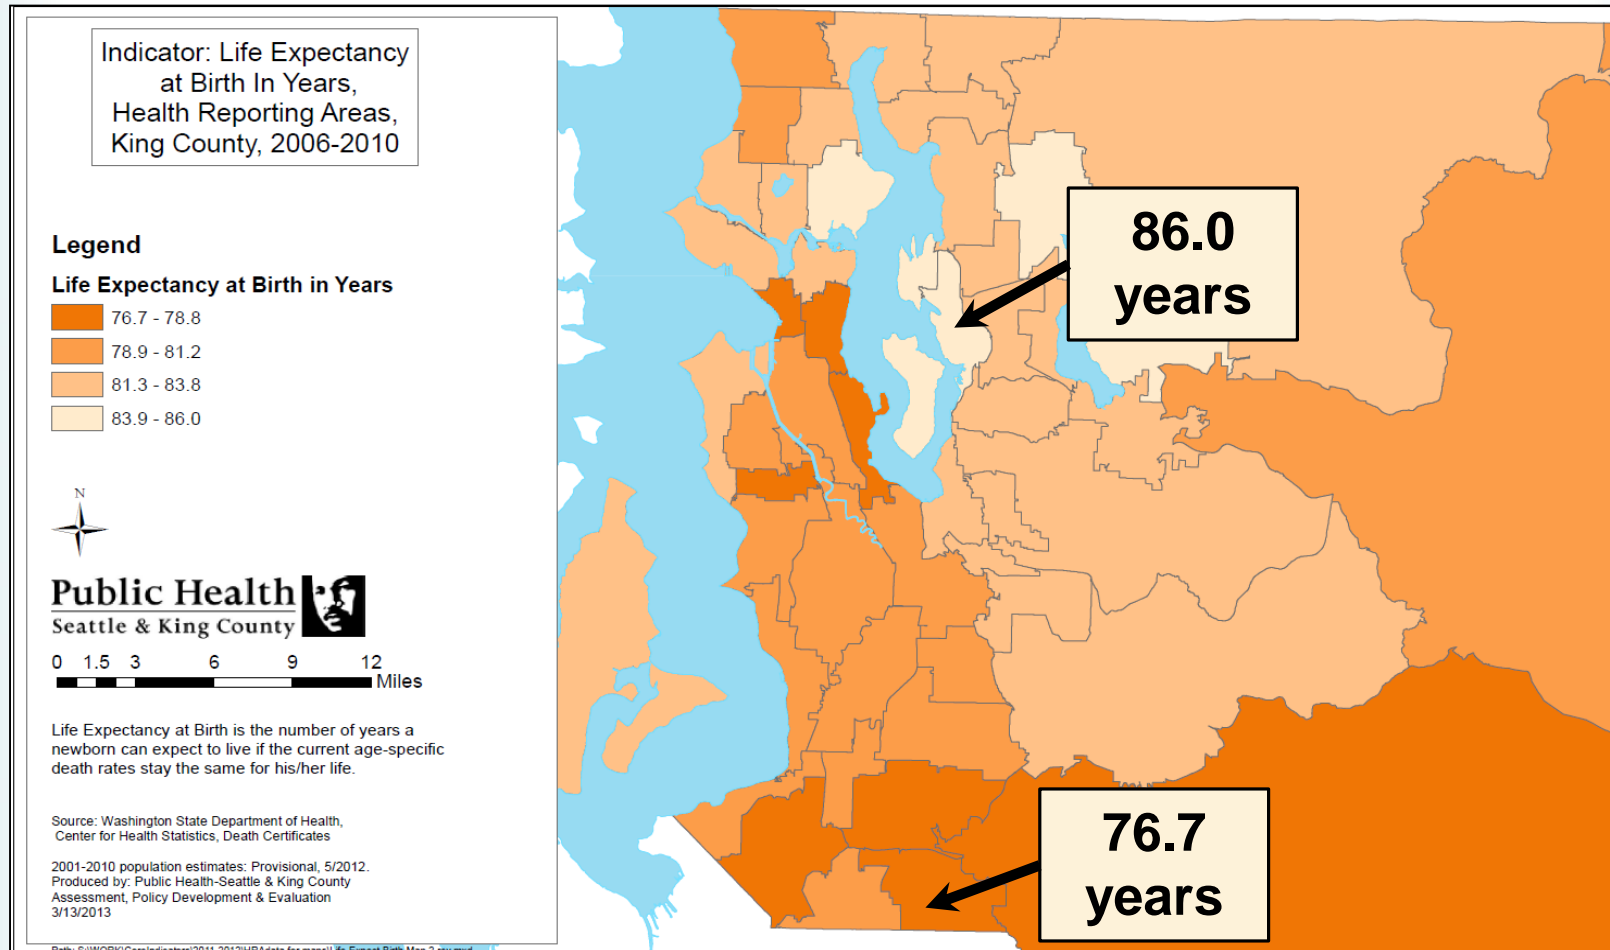 Indicator: Life Expectancy
at Birth In Years,
Health Reporting Areas,
King County, 2006-2010
Legend
Life Expectancy at Birth in Years
76.7 - 78.8
78.9 - 81.2
81.3 - 83.8
83.9 - 86.0
N
Public Health
Seattle & King County
0 1.5 3 6 9 12
Miles
Life Expectancy at Birth is the number of years a
newborn can expect to live if the current age-specific
death rates stay the same for his/her life.
Source: Washington State Department of Health,
Center for Health Statistics, Death Certificates
2001-2010 population estimates: Provisional, 5/2012.
Produced by: Public Health-Seattle & King County
Assessment, Policy Development & Evaluation
3/13/2013
86.0
years
76.7
years